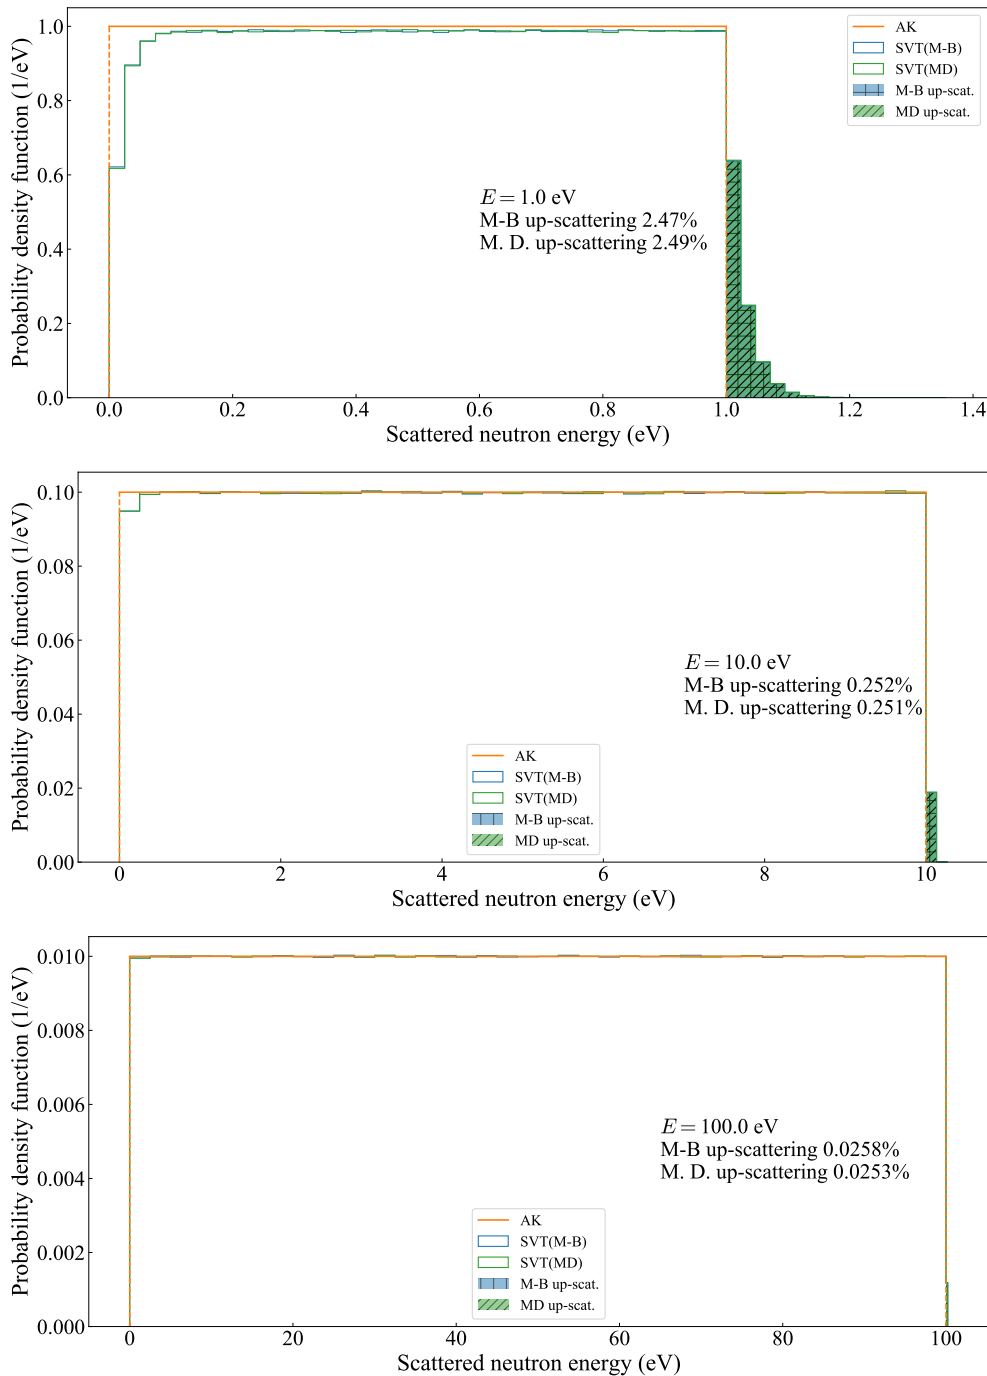 Probability density function (1/eV)
1.0
0.8
0.6
0.4
0.2
0.0
AK
SVT(M-B)
SVT(MD)
M-B up-scat.
MD up-scat.
E = 1.0 eV
M-B up-scattering 2.47%
M. D. up-scattering 2.49%
0.0 0.2 0.4 0.6 0.8 1.0 1.2 1.4
Scattered neutron energy (eV)
Probability density function (1/eV)
0.10
0.08
0.06
0.04
0.02
0.00
E = 10.0 eV
M-B up-scattering 0.252%
M. D. up-scattering 0.251%
AK
SVT(M-B)
SVT(MD)
M-B up-scat.
MD up-scat.
0 2 4 6 8 10
Scattered neutron energy (eV)
Probability density function (1/eV)
0.010
0.008
0.006
0.004
0.002
0.000
E = 100.0 eV
M-B up-scattering 0.0258%
M. D. up-scattering 0.0253%
AK
SVT(M-B)
SVT(MD)
M-B up-scat.
MD up-scat.
0 20 40 60 80 100
Scattered neutron energy (eV)